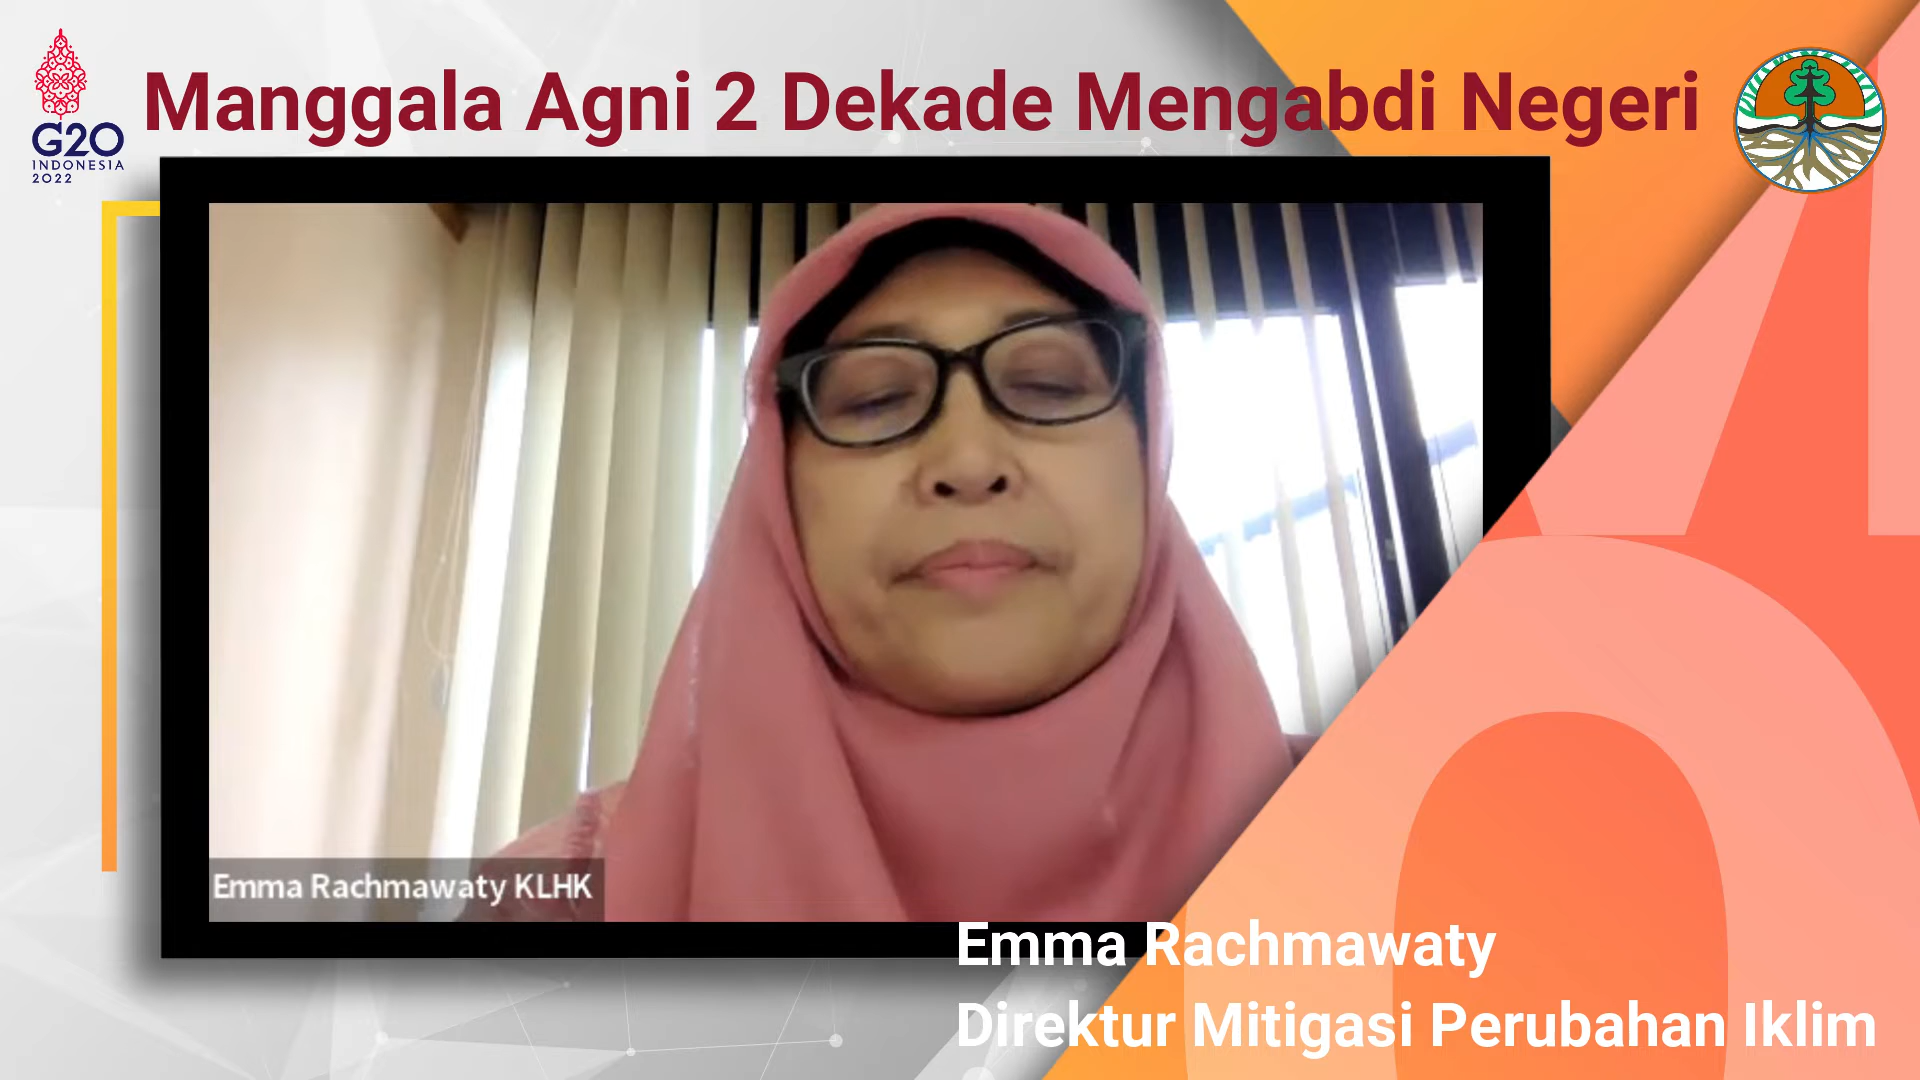 Manggala Agni 2 Dekade Mengabdi Negeri
G20
INDONESIA
2022
Emma Rachmawaty KLHK
Emma Rachmawaty
Direktur Mitigasi Perubahan Iklim